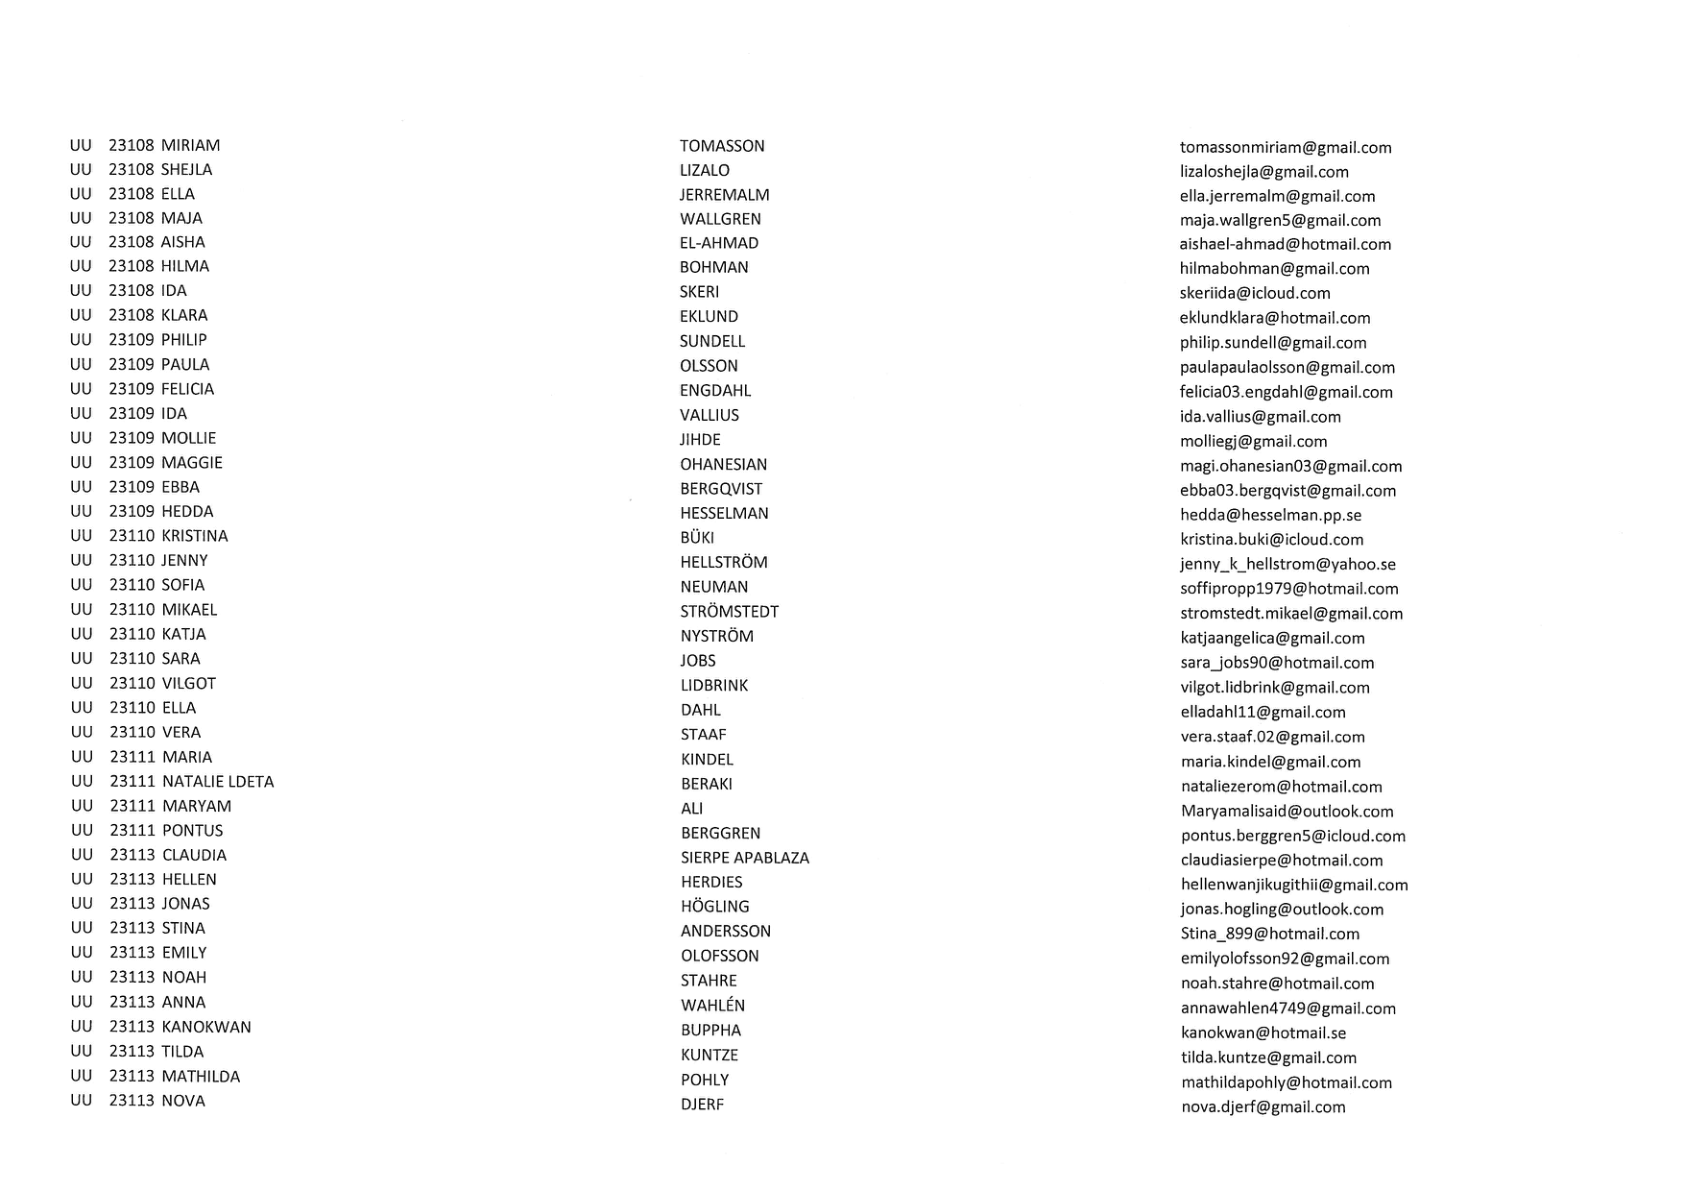 UU 23108 MIRIAM TOMASSON tomassonmiriam@gmail.com
UU 23108 SHEJLA LIZALO lizaloshejla@gmail.com
UU 23108 ELLA JERREMALM ella.jerremalm@gmail.com
UU 23108 MAJA WALLGREN maja.wallgren5@gmail.com
UU 23108 AISHA EL-AHMAD aishael-ahmad@hotmail.com
UU 23108 HILMA BOHMAN hilmabohman@gmail.com
UU 23108 IDA SKERI skeriida@icloud.com
UU 23108 KLARA EKLUND eklundklara@hotmail.com
UU 23109 PHILIP SUNDELL philip.sundell@gmail.com
UU 23109 PAULA OLSSON paulapaulaolsson@gmail.com
UU 23109 FELICIA ENGDAHL felicia03.engdahl@gmail.com
UU 23109 IDA VALLIUS ida.vallius@gmail.com
UU 23109 MOLLIE JIHDE molliegj@gmail.com
UU 23109 MAGGIE OHANESIAN magi.ohanesian03@gmail.com
UU 23109 EBBA BERGQVIST ebba03.bergqvist@gmail.com
UU 23109 HEDDA HESSELMAN hedda@hesselman.pp.se
UU 23110 KRISTINA BÜKI kristina.buki@icloud.com
UU 23110 JENNY HELLSTRÖM jenny_k_hellstrom@yahoo.se
UU 23110 SOFIA NEUMAN soffipropp1979@hotmail.com
UU 23110 MIKAEL STRÖMSTEDT stromstedt.mikael@gmail.com
UU 23110 KATJA NYSTRÖM katjaangelica@gmail.com
UU 23110 SARA JOBS sara_jobs90@hotmail.com
UU 23110 VILGOT LIDBRINK vilgot.lidbrink@gmail.com
UU 23110 ELLA DAHL elladahl11@gmail.com
UU 23110 VERA STAAF vera.staaf.02@gmail.com
UU 23111 MARIA KINDEL maria.kindel@gmail.com
UU 23111 NATALIE LDETA BERAKI nataliezerom@hotmail.com
UU 23111 MARYAM ALI Maryamalisaid@outlook.com
UU 23111 PONTUS BERGGREN pontus.berggren5@icloud.com
UU 23113 CLAUDIA SIERPE APABLAZA claudiasierpe@hotmail.com
UU 23113 HELLEN HERDIES hellenwanjikugithii@gmail.com
UU 23113 JONAS HÖGLING jonas.hogling@outlook.com
UU 23113 STINA ANDERSSON Stina_899@hotmail.com
UU 23113 EMILY OLOFSSON emilyolofsson92@gmail.com
UU 23113 NOAH STAHRE noah.stahre@hotmail.com
UU 23113 ANNA WAHLÉN annawahlen4749@gmail.com
UU 23113 KANOKWAN BUPPHA kanokwan@hotmail.se
UU 23113 TILDA KUNTZE tilda.kuntze@gmail.com
UU 23113 MATHILDA POHLY mathildapohly@hotmail.com
UU 23113 NOVA DJERF nova.djerf@gmail.com